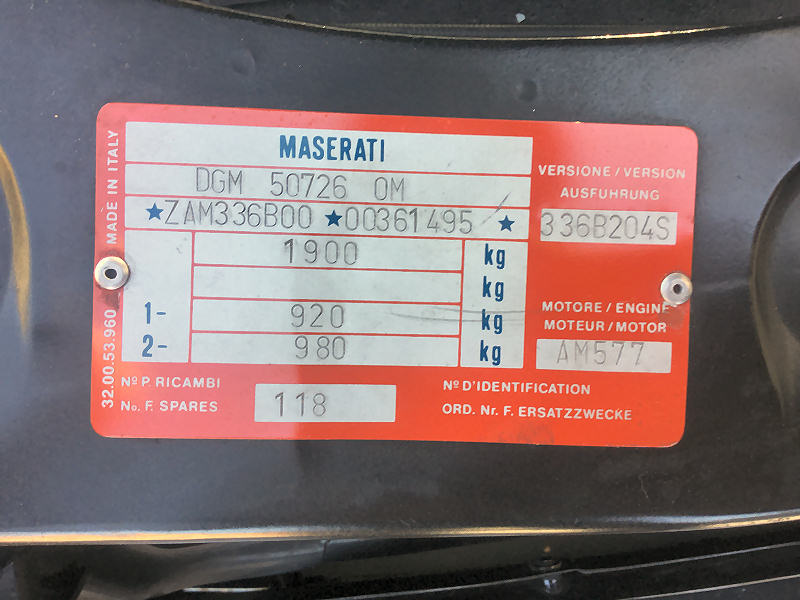 MASERATI
DGM 50726 OM
★ZAM336B00 ★00361495 ★
1900 kg
kg
1- 920 kg
2- 980 kg
VERSIONE / VERSION
AUSFUHRUNG
336B204S
MOTORE / ENGINE
MOTEUR / MOTOR
AM577
Nº P. RICAMBI
No. F. SPARES
118
Nº D'IDENTIFICATION
ORD. Nr. F. ERSATZZWECKE
32.00.53.960 MADE IN ITALY